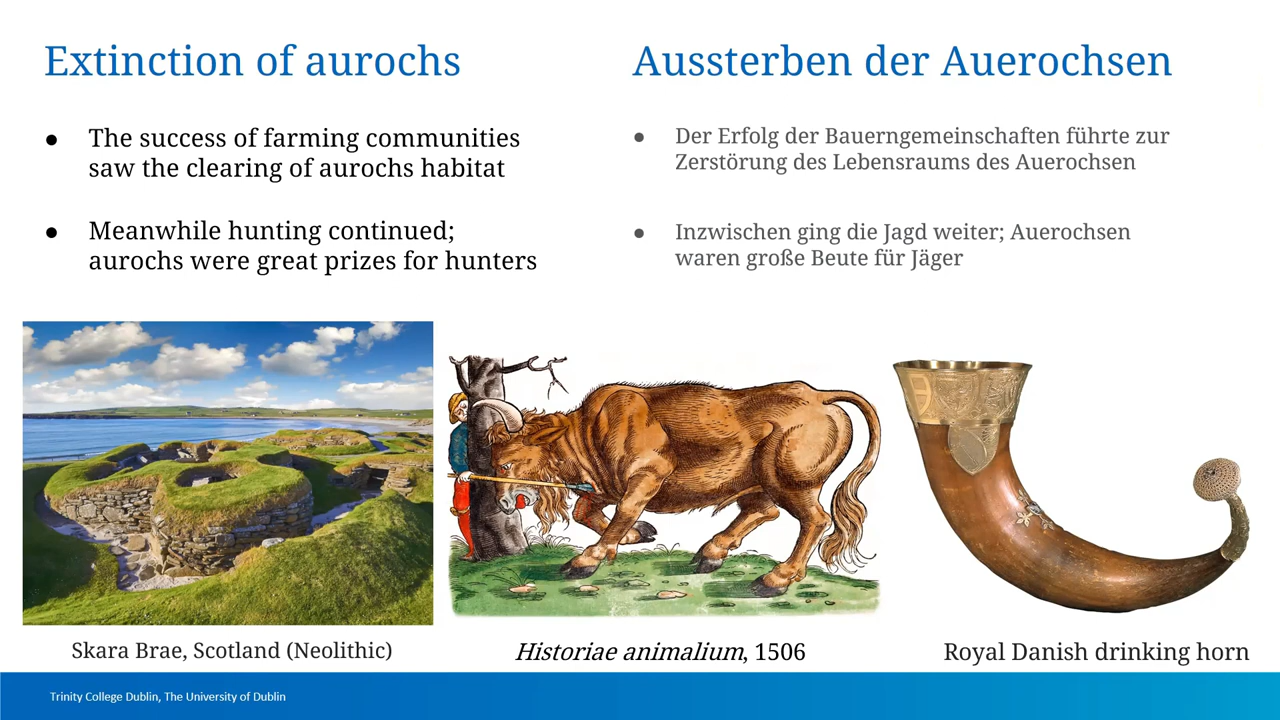 Extinction of aurochs
● The success of farming communities
saw the clearing of aurochs habitat
● Meanwhile hunting continued;
aurochs were great prizes for hunters
Aussterben der Auerochsen
● Der Erfolg der Bauerngemeinschaften führte zur
Zerstörung des Lebensraums des Auerochsen
● Inzwischen ging die Jagd weiter; Auerochsen
waren große Beute für Jäger
Skara Brae, Scotland (Neolithic)
Historiae animalium, 1506
Royal Danish drinking horn
Trinity College Dublin, The University of Dublin